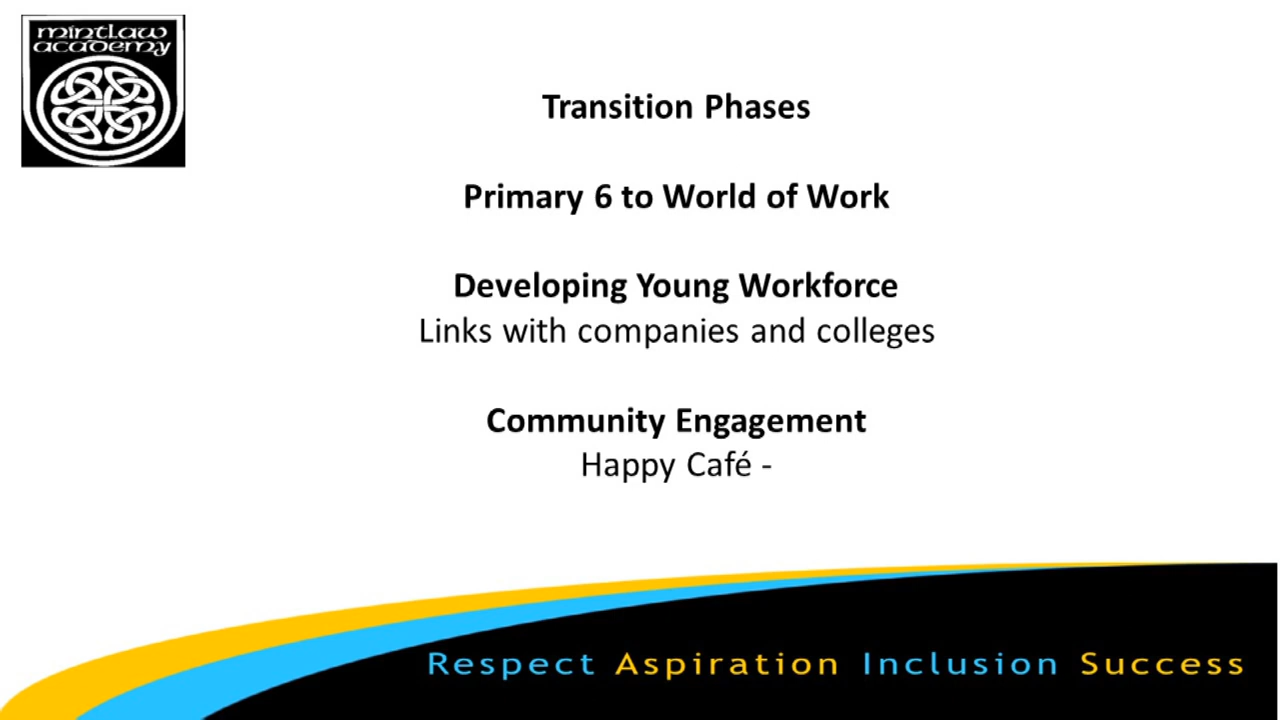 mintlaw
academy
Transition Phases
Primary 6 to World of Work
Developing Young Workforce
Links with companies and colleges
Community Engagement
Happy Café -
Respect Aspiration Inclusion Success